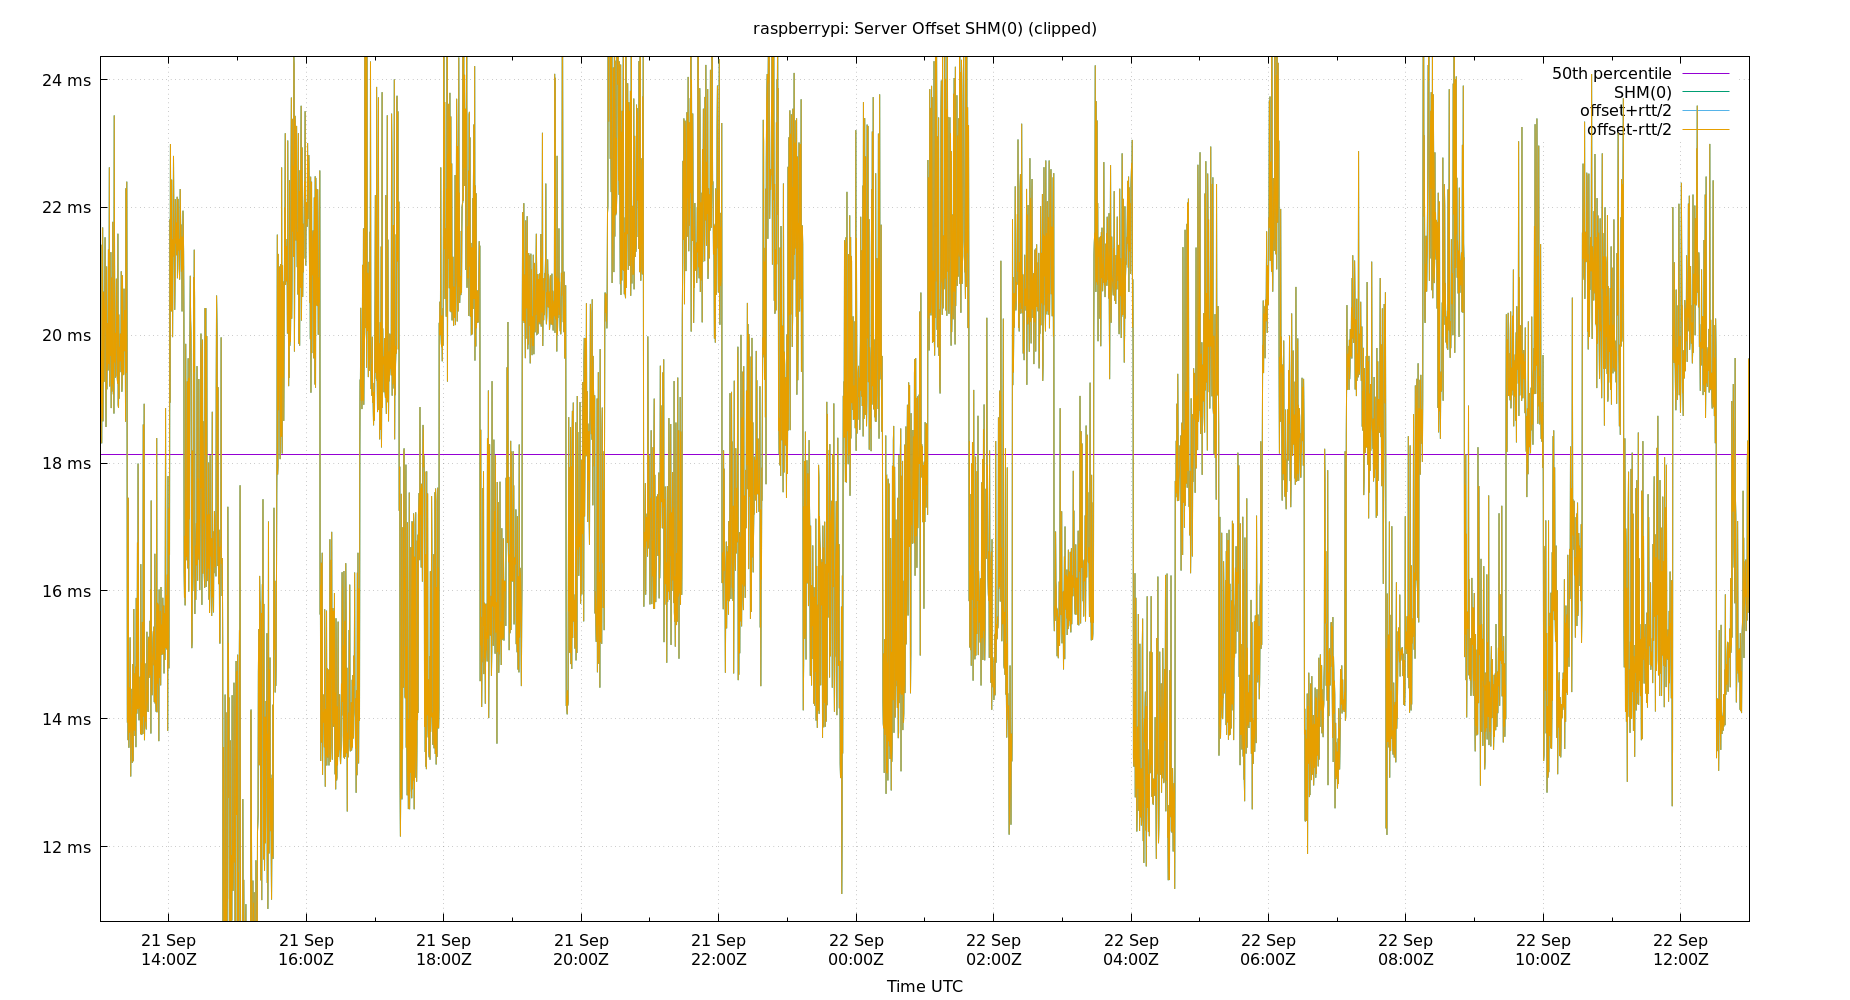 raspberrypi: Server Offset SHM(0) (clipped)
24 ms
22 ms
20 ms
18 ms
16 ms
14 ms
12 ms
50th percentile
SHM(0)
offset+rtt/2
offset-rtt/2
21 Sep
14:00Z
21 Sep
16:00Z
21 Sep
18:00Z
21 Sep
20:00Z
21 Sep
22:00Z
22 Sep
00:00Z
22 Sep
02:00Z
22 Sep
04:00Z
22 Sep
06:00Z
22 Sep
08:00Z
22 Sep
10:00Z
22 Sep
12:00Z
Time UTC